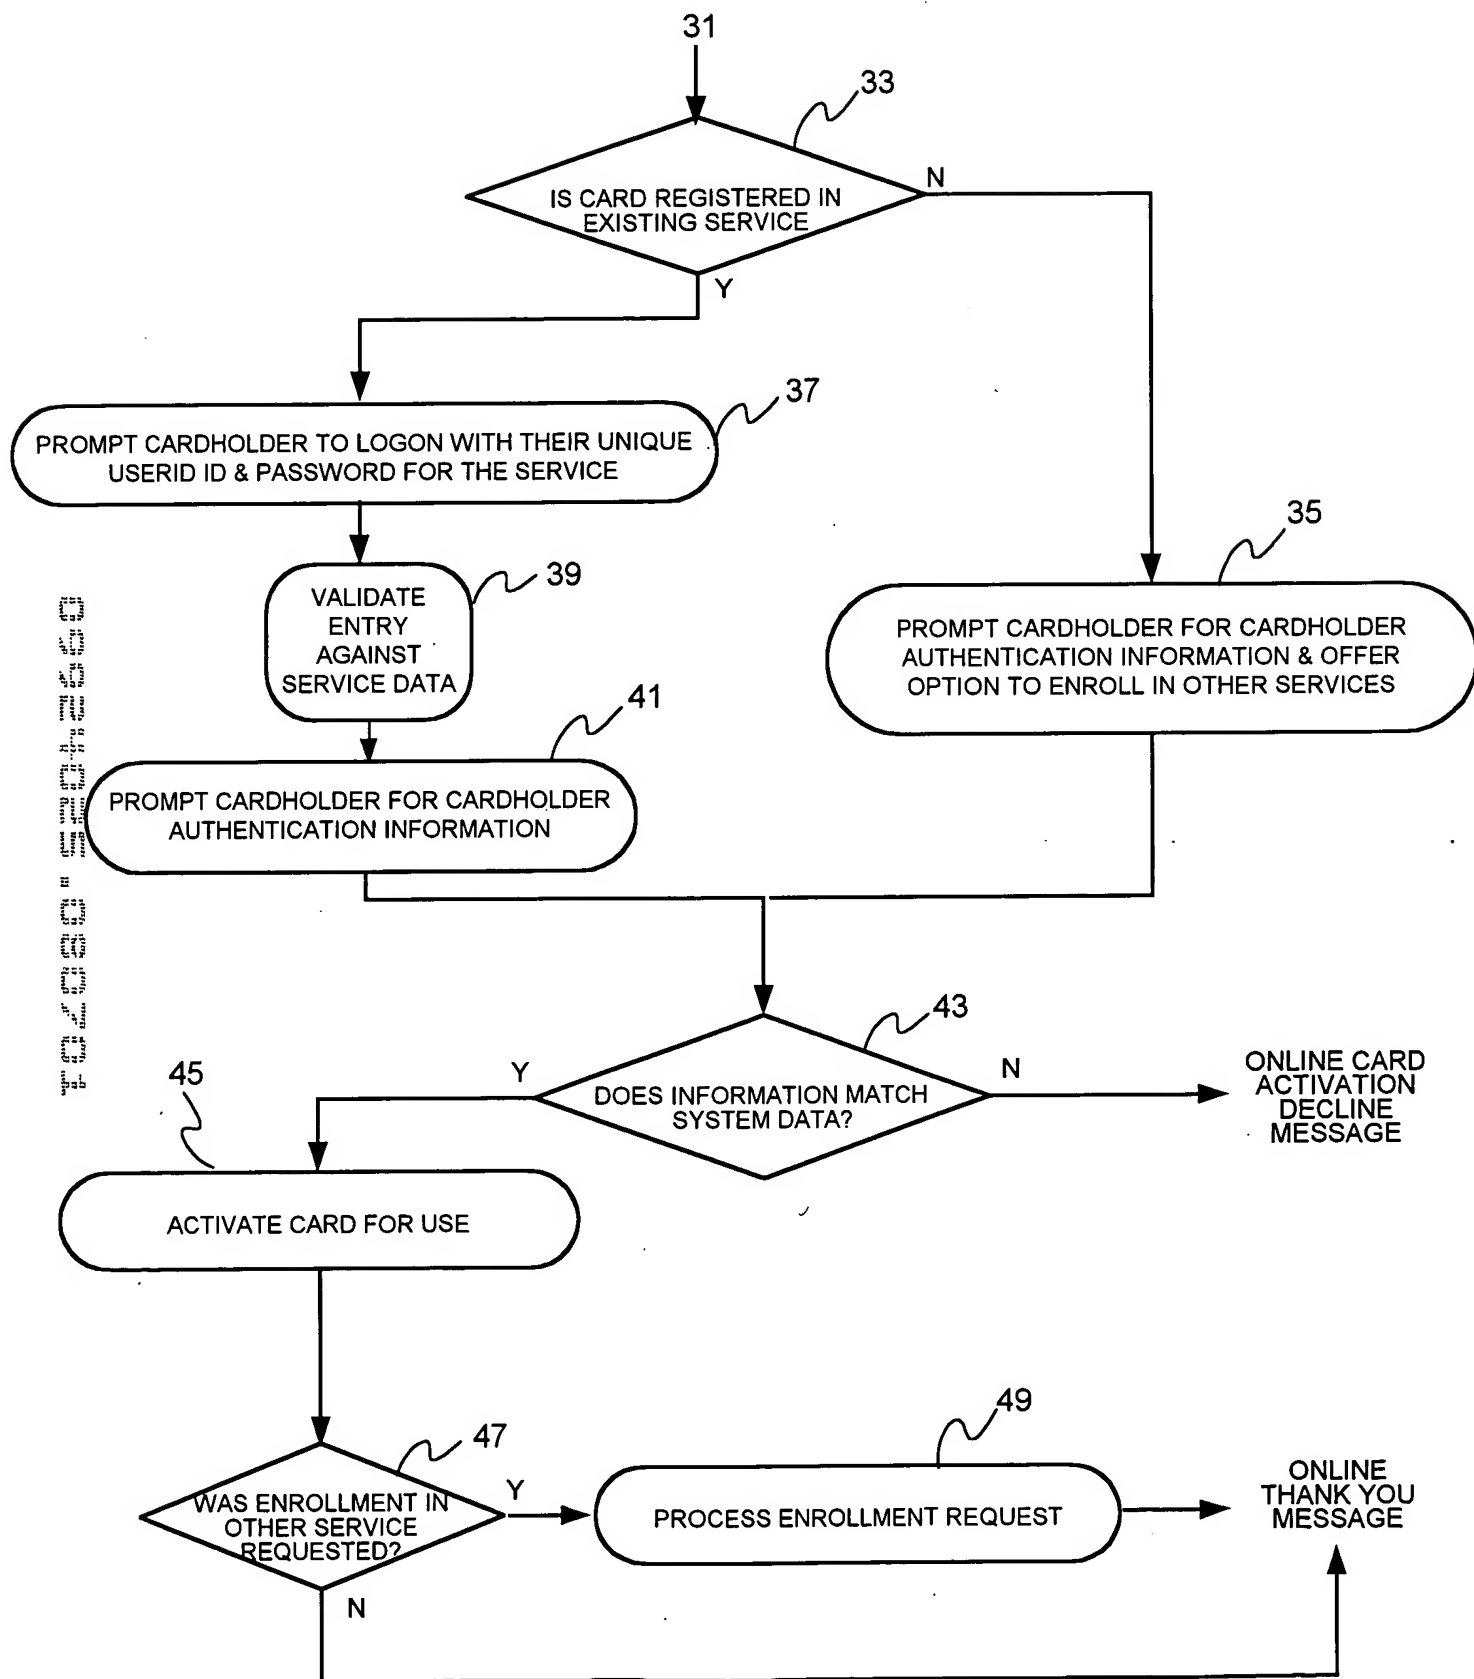 31
33
IS CARD REGISTERED IN
EXISTING SERVICE
N
Y
37
PROMPT CARDHOLDER TO LOGON WITH THEIR UNIQUE
USERID ID & PASSWORD FOR THE SERVICE
35
39
VALIDATE
ENTRY
AGAINST
SERVICE DATA
PROMPT CARDHOLDER FOR CARDHOLDER
AUTHENTICATION INFORMATION & OFFER
OPTION TO ENROLL IN OTHER SERVICES
41
PROMPT CARDHOLDER FOR CARDHOLDER
AUTHENTICATION INFORMATION
43
Y
N
DOES INFORMATION MATCH
SYSTEM DATA?
ONLINE CARD
ACTIVATION
DECLINE
MESSAGE
45
ACTIVATE CARD FOR USE
47
49
WAS ENROLLMENT IN
OTHER SERVICE
REQUESTED?
Y
PROCESS ENROLLMENT REQUEST
ONLINE
THANK YOU
MESSAGE
N